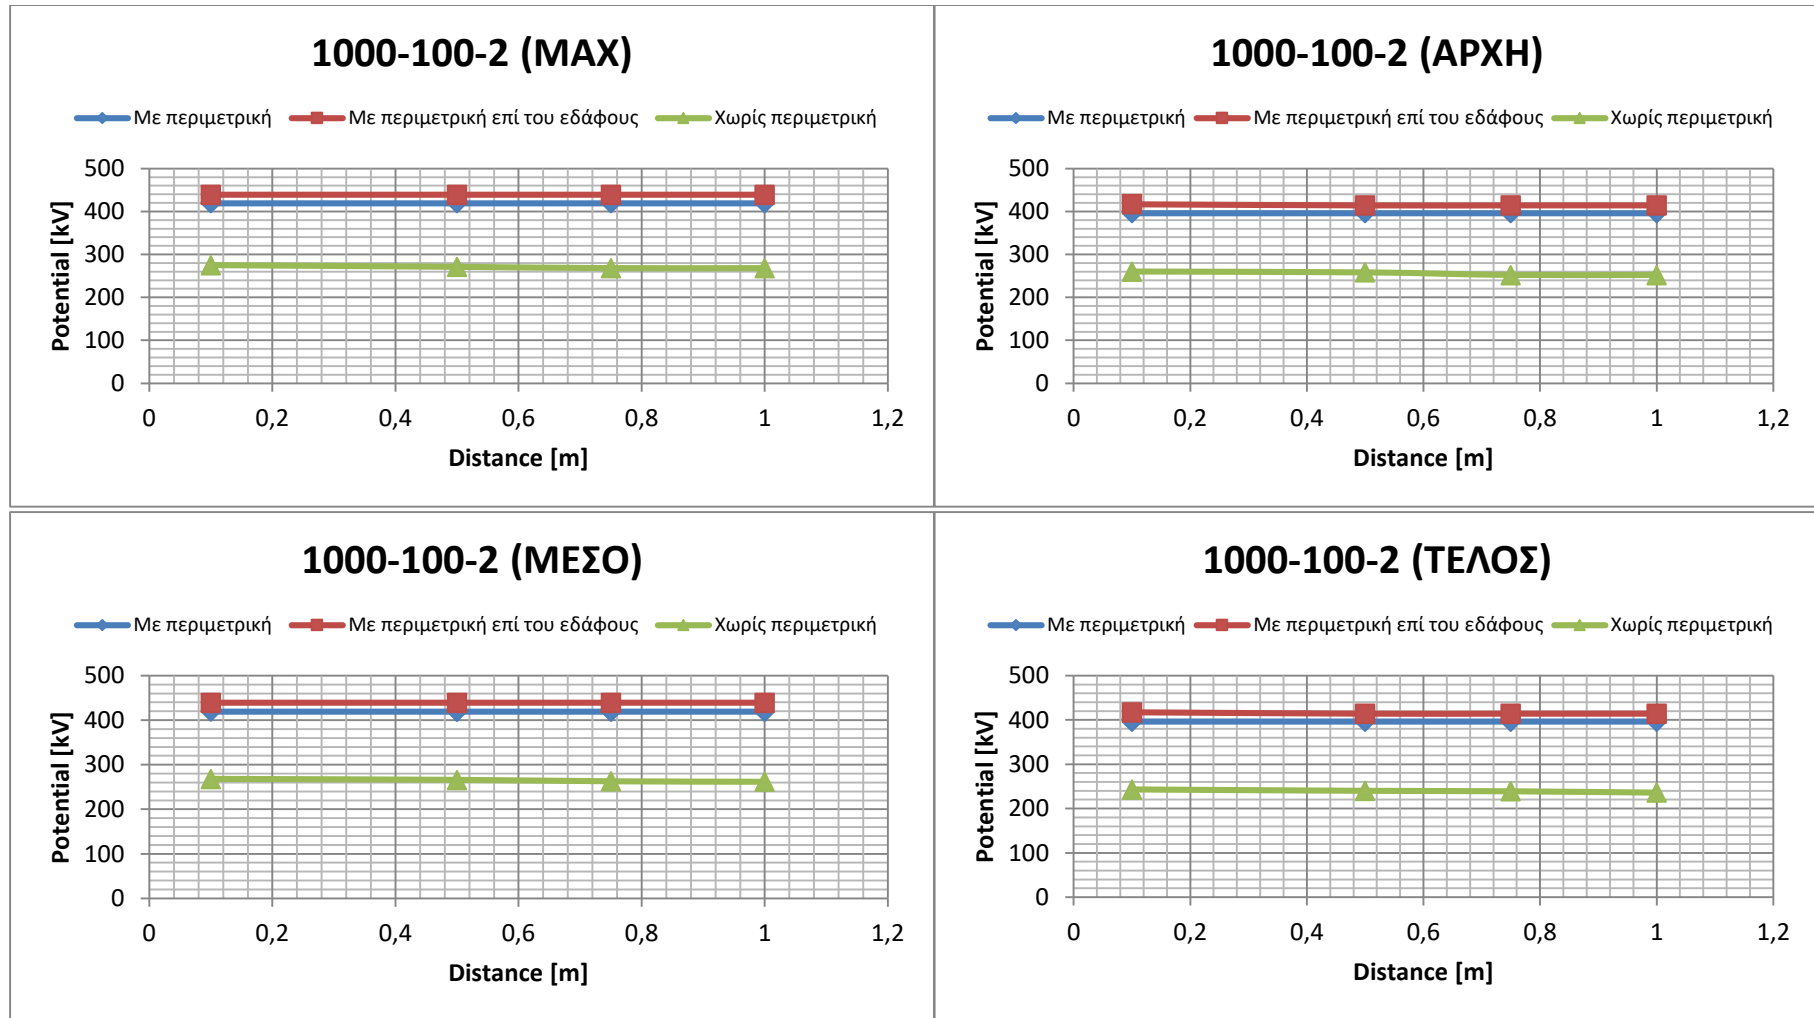 1000-100-2 (MAX)
Με περιμετρική Με περιμετρική επί του εδάφους Χωρίς περιμετρική
500
400
300
200
100
0
Potential [kV]
0 0,2 0,4 0,6 0,8 1 1,2
Distance [m]
1000-100-2 (ΑΡΧΗ)
Με περιμετρική Με περιμετρική επί του εδάφους Χωρίς περιμετρική
500
400
300
200
100
0
Potential [kV]
0 0,2 0,4 0,6 0,8 1 1,2
Distance [m]
1000-100-2 (ΜΕΣΟ)
Με περιμετρική Με περιμετρική επί του εδάφους Χωρίς περιμετρική
500
400
300
200
100
0
Potential [kV]
0 0,2 0,4 0,6 0,8 1 1,2
Distance [m]
1000-100-2 (ΤΕΛΟΣ)
Με περιμετρική Με περιμετρική επί του εδάφους Χωρίς περιμετρική
500
400
300
200
100
0
Potential [kV]
0 0,2 0,4 0,6 0,8 1 1,2
Distance [m]